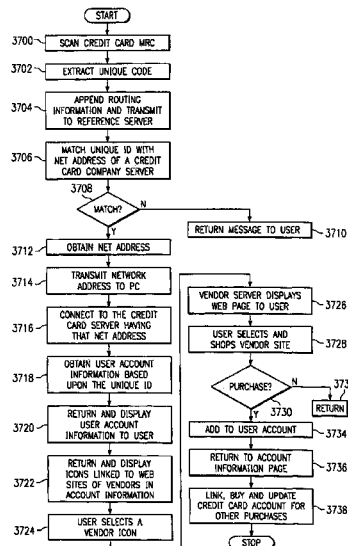 START
3700
SCAN CREDIT CARD MRC
3702
EXTRACT UNIQUE CODE
3704
APPEND ROUTING
INFORMATION AND TRANSMIT
TO REFERENCE SERVER
3706
MATCH UNIQUE ID WITH
NET ADDRESS OF A CREDIT
CARD COMPANY SERVER
3708
MATCH?
N
Y
RETURN MESSAGE TO USER
3710
3712
OBTAIN NET ADDRESS
3714
TRANSMIT NETWORK
ADDRESS TO PC
3716
CONNECT TO THE CREDIT
CARD SERVER HAVING
THAT NET ADDRESS
3718
OBTAIN USER ACCOUNT
INFORMATION BASED
UPON THE UNIQUE ID
3720
RETURN AND DISPLAY
USER ACCOUNT
INFORMATION TO USER
3722
RETURN AND DISPLAY
ICONS LINKED TO WEB
SITES OF VENDORS IN
ACCOUNT INFORMATION
3724
USER SELECTS A
VENDOR ICON
VENDOR SERVER DISPLAYS
WEB PAGE TO USER
3726
USER SELECTS AND
SHOPS VENDOR SITE
3728
PURCHASE?
N
3730
Y
RETURN
ADD TO USER ACCOUNT
3734
RETURN TO ACCOUNT
INFORMATION PAGE
3736
LINK, BUY AND UPDATE
CREDIT CARD ACCOUNT FOR
OTHER PURCHASES
3738
STOP